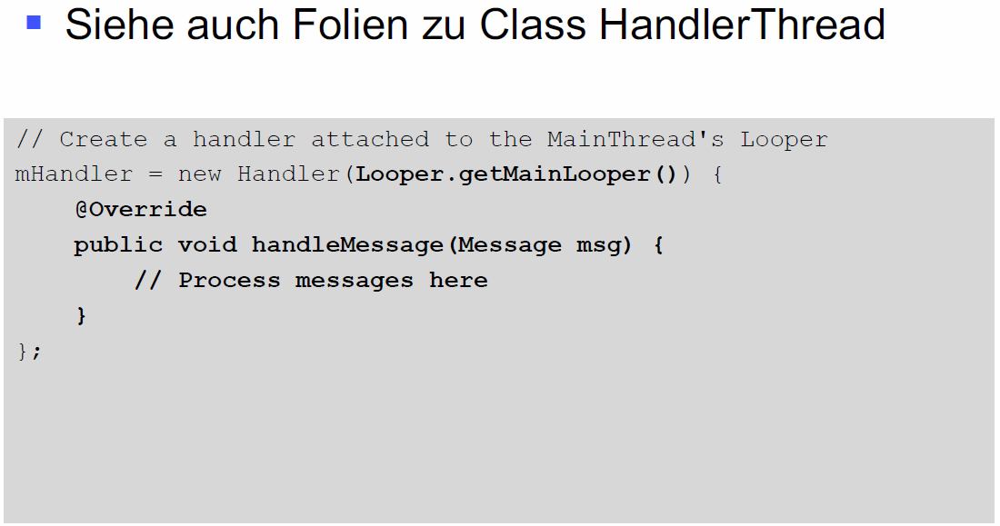 ▪ Siehe auch Folien zu Class HandlerThread
// Create a handler attached to the MainThread's Looper
mHandler = new Handler(Looper.getMainLooper()) {
    @Override
    public void handleMessage(Message msg) {
        // Process messages here
    }
};